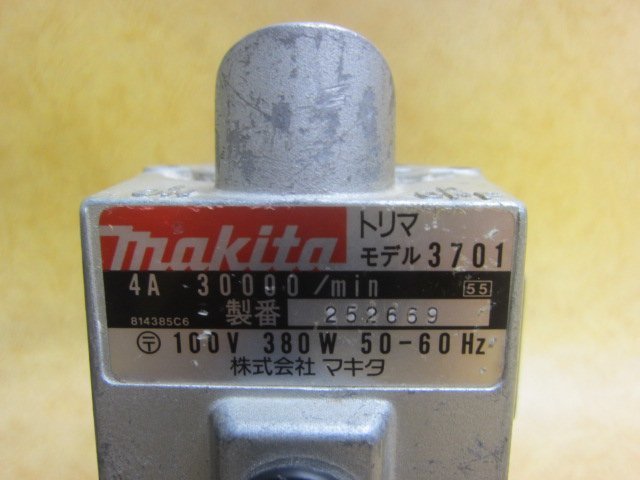 makita
トリマ
モデル 3701
4A 30000/min 55
814385C6 製番 252669
〒 100V 380W 50-60Hz
株式会社 マキタ